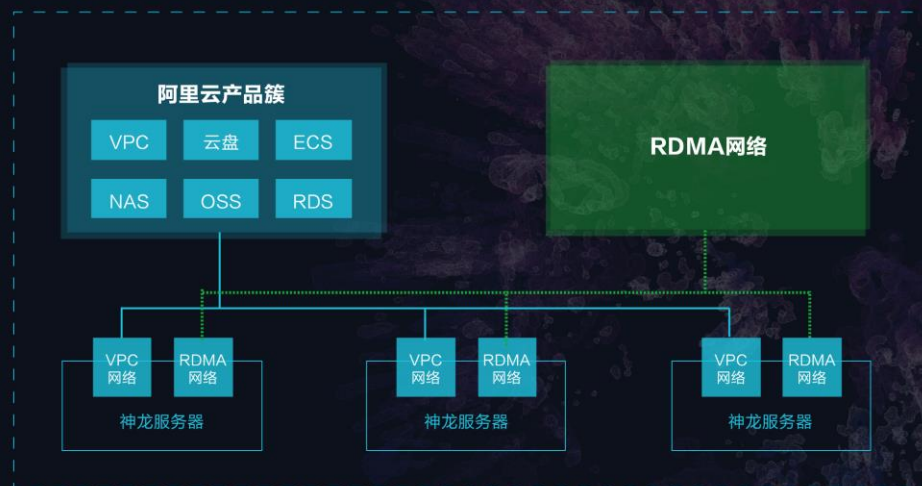 阿里云产品簇
VPC
云盘
ECS
NAS
OSS
RDS
RDMA网络
VPC
网络
RDMA
网络
神龙服务器
VPC
网络
RDMA
网络
神龙服务器
VPC
网络
RDMA
网络
神龙服务器